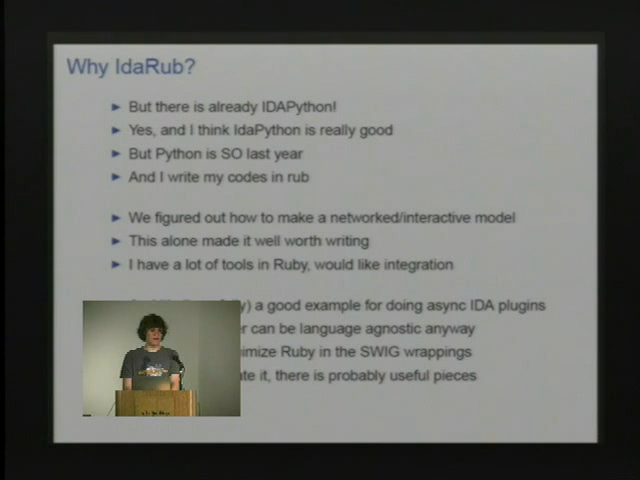 Why IdaRub?
► But there is already IDAPython!
► Yes, and I think IdaPython is really good
► But Python is SO last year
► And I write my codes in rub
► We figured out how to make a networked/interactive model
► This alone made it well worth writing
► I have a lot of tools in Ruby, would like integration
a good example for doing async IDA plugins
can be language agnostic anyway
Ruby in the SWIG wrappings
it, there is probably useful pieces